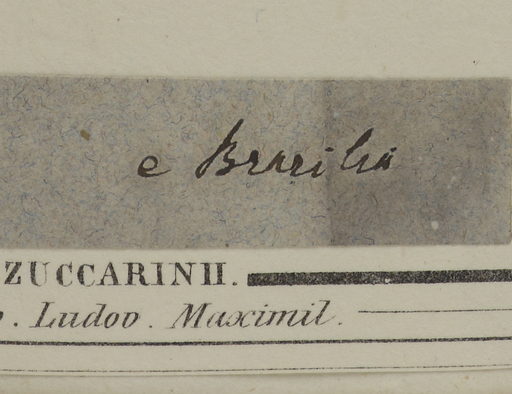 e Brasilia
ZUCCARINII.
. Ludov. Maximil.